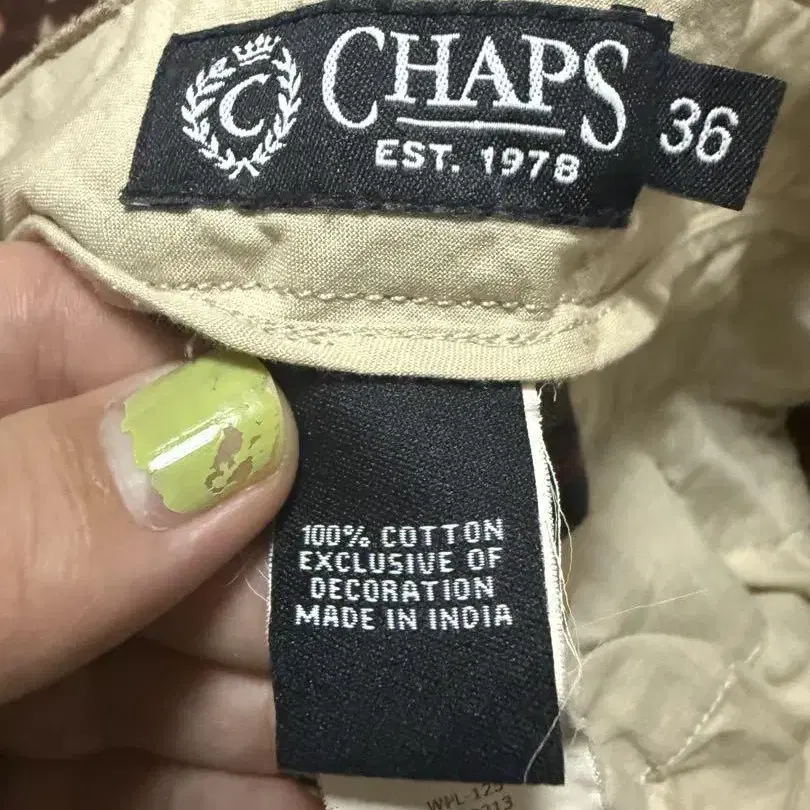 C
CHAPS
EST. 1978
36
100% COTTON
EXCLUSIVE OF
DECORATION
MADE IN INDIA